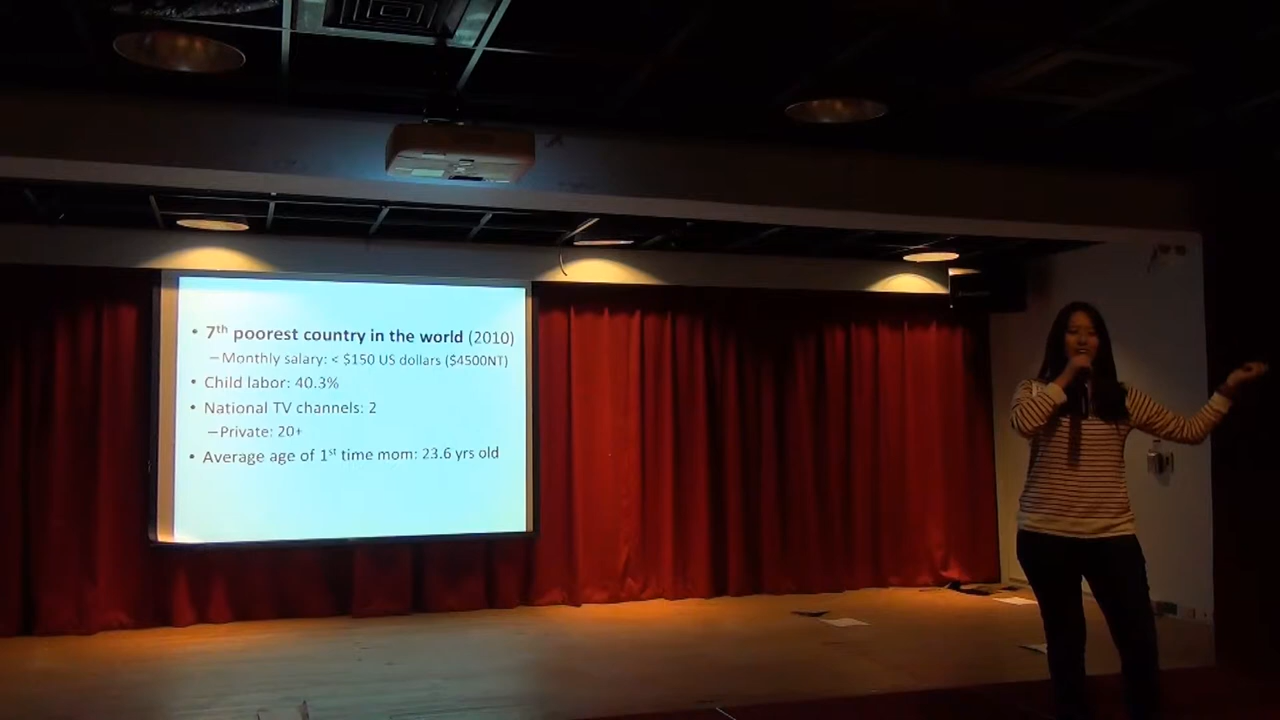 • 7th poorest country in the world (2010)
–Monthly salary: < $150 US dollars ($4500NT)
• Child labor: 40.3%
• National TV channels: 2
–Private: 20+
• Average age of 1st time mom: 23.6 yrs old